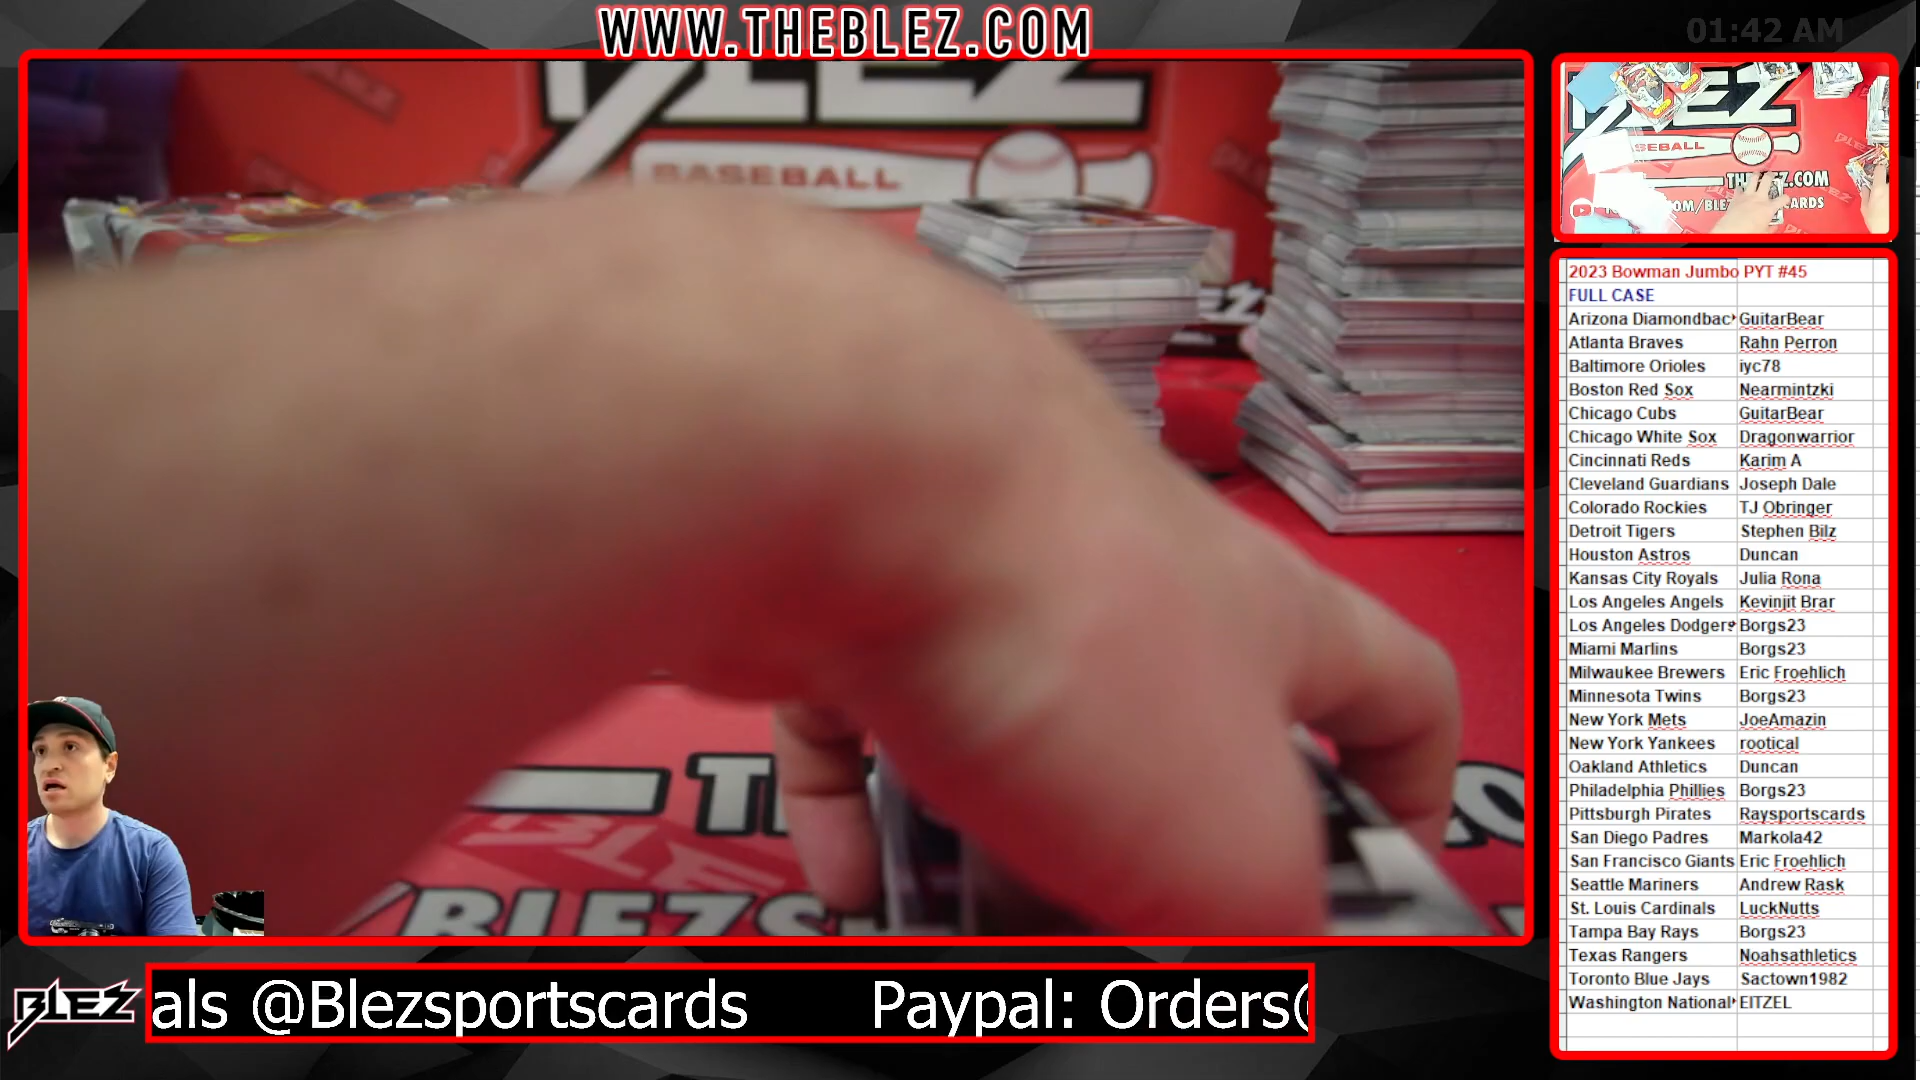 WWW.THEBLEZ.COM
01:42 AM
BLEZ
BASEBALL
SEBALL
THEBLEZ.COM
2023 Bowman Jumbo PYT #45
FULL CASE
Arizona Diamondbac GuitarBear
Atlanta Braves Rahn Perron
Baltimore Orioles iyc78
Boston Red Sox Nearmintzki
Chicago Cubs GuitarBear
Chicago White Sox Dragonwarrior
Cincinnati Reds Karim A
Cleveland Guardians Joseph Dale
Colorado Rockies TJ Obringer
Detroit Tigers Stephen Bilz
Houston Astros Duncan
Kansas City Royals Julia Rona
Los Angeles Angels Kevinjit Brar
Los Angeles Dodgers Borgs23
Miami Marlins Borgs23
Milwaukee Brewers Eric Froehlich
Minnesota Twins Borgs23
New York Mets JoeAmazin
New York Yankees rootical
Oakland Athletics Duncan
Philadelphia Phillies Borgs23
Pittsburgh Pirates Raysportscards
San Diego Padres Markola42
San Francisco Giants Eric Froehlich
Seattle Mariners Andrew Rask
St. Louis Cardinals LuckNutts
Tampa Bay Rays Borgs23
Texas Rangers Noahsathletics
Toronto Blue Jays Sactown1982
Washington National EITZEL
BLEZ
als @Blezsportscards Paypal: Orders@